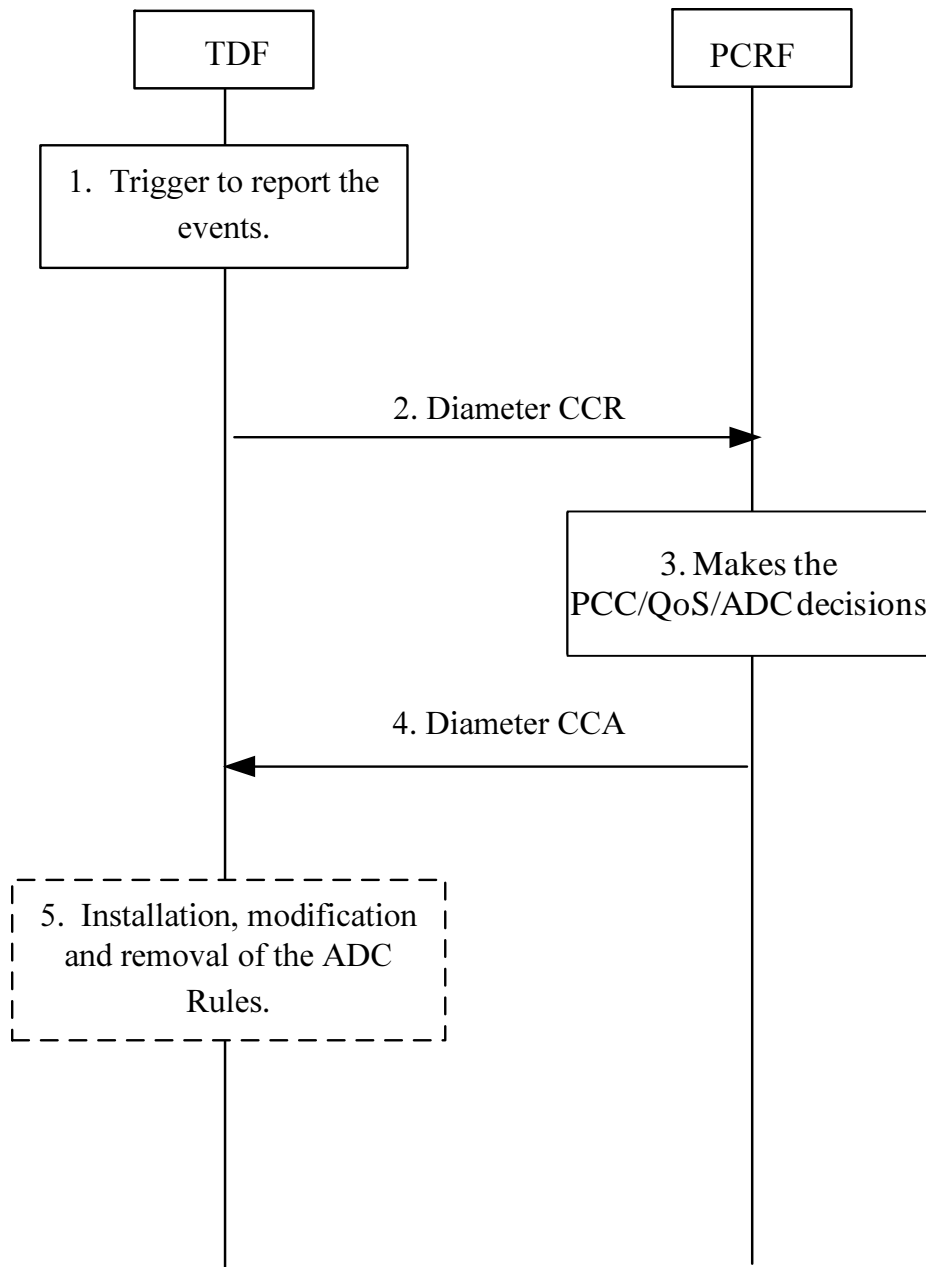 TDF
PCRF
1. Trigger to report the
events.
2. Diameter CCR
3. Makes the
PCC/QoS/ADC decisions
4. Diameter CCA
5. Installation, modification
and removal of the ADC
Rules.